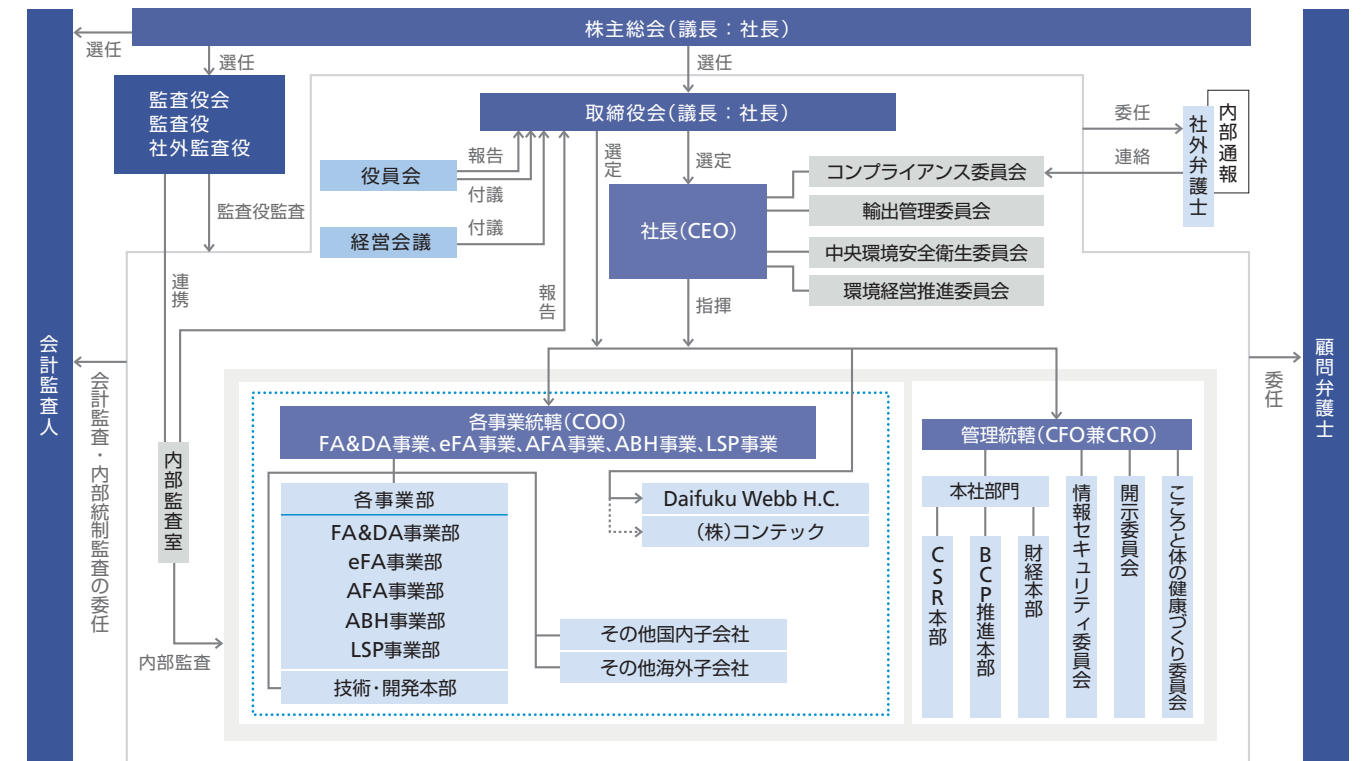 株主総会(議長：社長)
選任
選任
選任
監査役会
監査役
社外監査役
取締役会(議長：社長)
内部通報
社外弁護士
委任
連絡
役員会
報告
付議
経営会議
付議
選定
選定
社長(CEO)
コンプライアンス委員会
輸出管理委員会
中央環境安全衛生委員会
環境経営推進委員会
監査役監査
連携
報告
指揮
会計監査人
会計監査・内部統制監査の委任
顧問弁護士
委任
内部監査室
内部監査
各事業統轄(COO)
FA&DA事業、eFA事業、AFA事業、ABH事業、LSP事業
各事業部
FA&DA事業部
eFA事業部
AFA事業部
ABH事業部
LSP事業部
技術・開発本部
Daifuku Webb H.C.
(株)コンテック
その他国内子会社
その他海外子会社
管理統轄(CFO兼CRO)
本社部門
CSR本部
BCP推進本部
財経本部
情報セキュリティ委員会
開示委員会
こころと体の健康づくり委員会